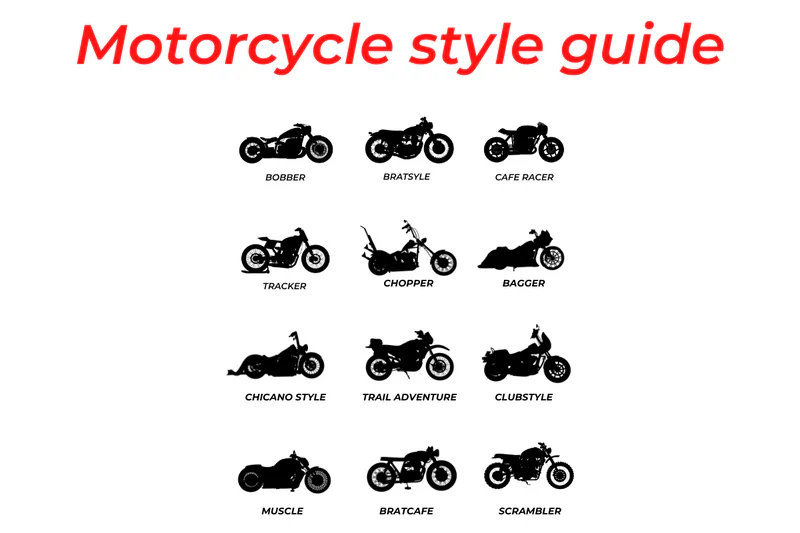 Motorcycle style guide
BOBBER
BRATSYLE
CAFE RACER
TRACKER
CHOPPER
BAGGER
CHICANO STYLE
TRAIL ADVENTURE
CLUBSTYLE
MUSCLE
BRATCAFE
SCRAMBLER